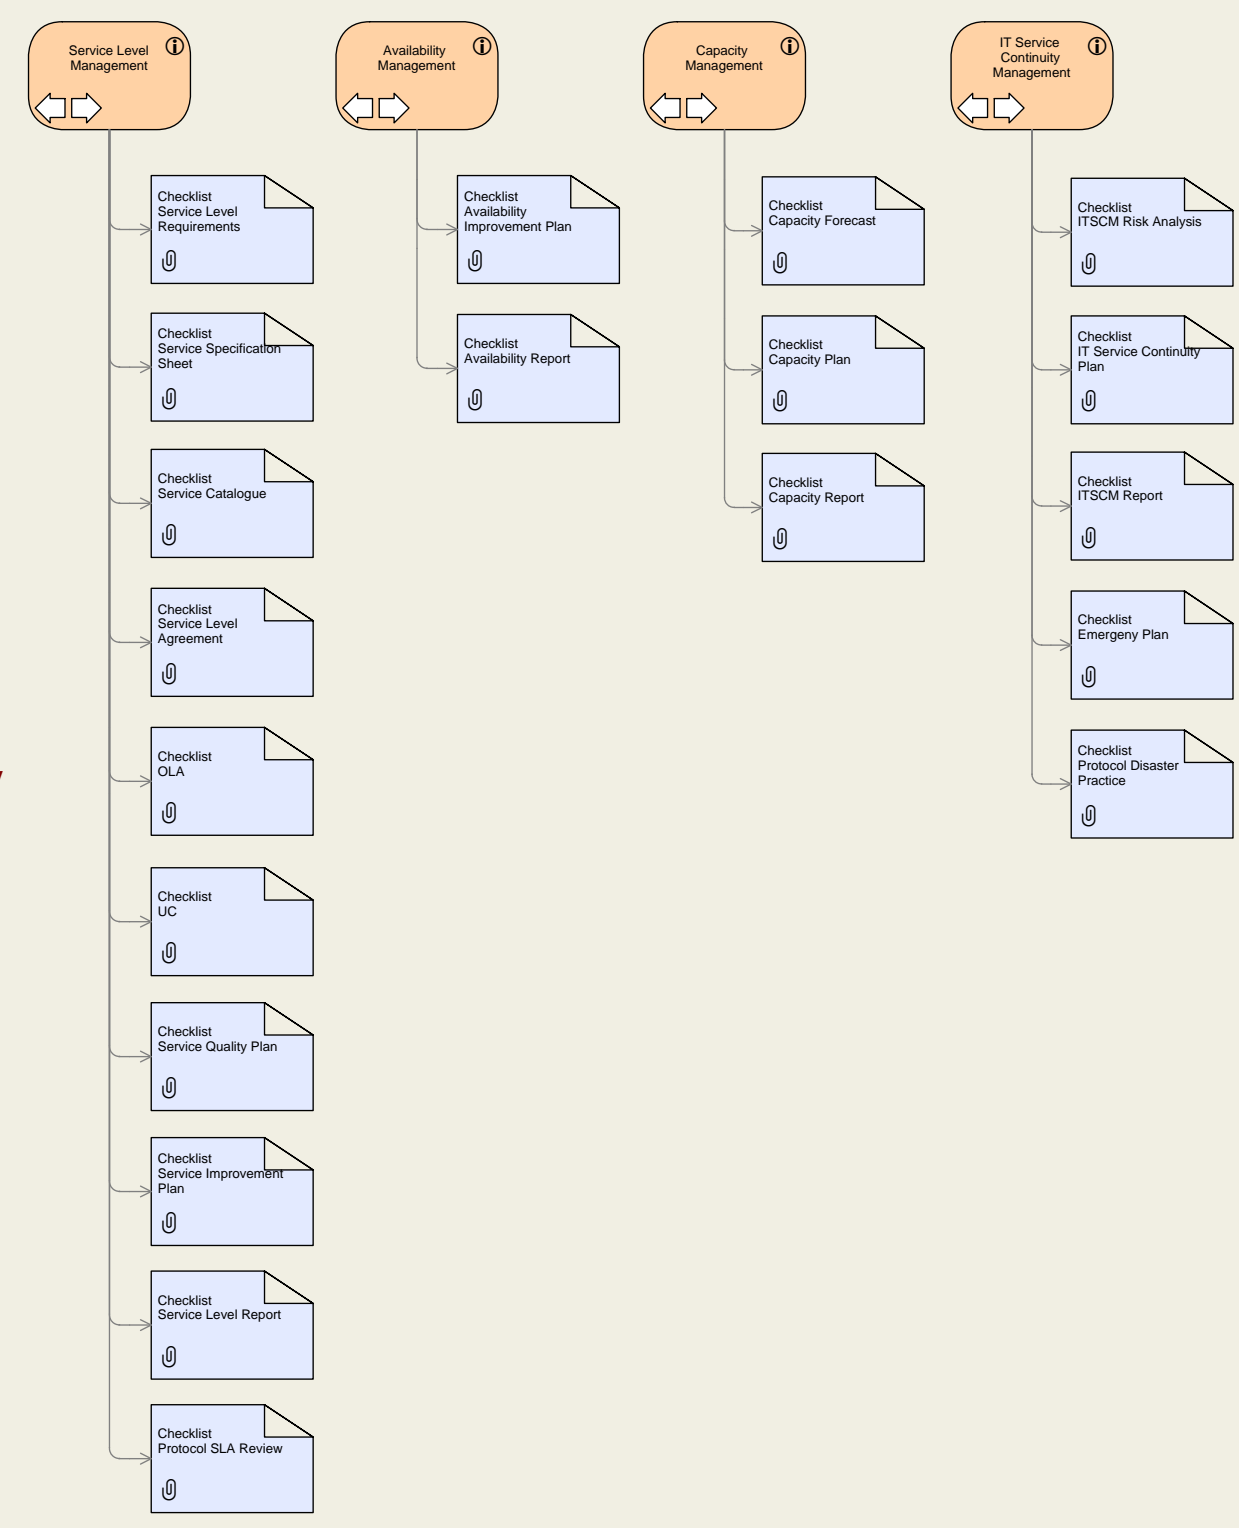 Service Level
Management
Availability
Management
Capacity
Management
IT Service
Continuity
Management
Checklist
Service Level
Requirements
Checklist
Service Specification
Sheet
Checklist
Service Catalogue
Checklist
Service Level
Agreement
Checklist
OLA
Checklist
UC
Checklist
Service Quality Plan
Checklist
Service Improvement
Plan
Checklist
Service Level Report
Checklist
Protocol SLA Review
Checklist
Availability
Improvement Plan
Checklist
Availability Report
Checklist
Capacity Forecast
Checklist
Capacity Plan
Checklist
Capacity Report
Checklist
ITSCM Risk Analysis
Checklist
IT Service Continuity
Plan
Checklist
ITSCM Report
Checklist
Emergeny Plan
Checklist
Protocol Disaster
Practice